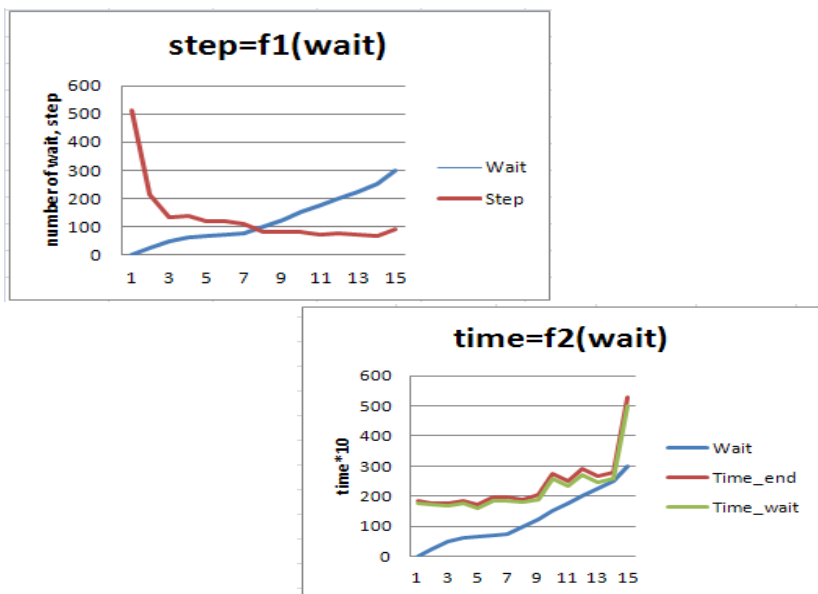 step=f1(wait)
number of wait, step
600
500
400
300
200
100
0
1 3 5 7 9 11 13 15
Wait
Step
time=f2(wait)
time*10
600
500
400
300
200
100
0
1 3 5 7 9 11 13 15
Wait
Time_end
Time_wait